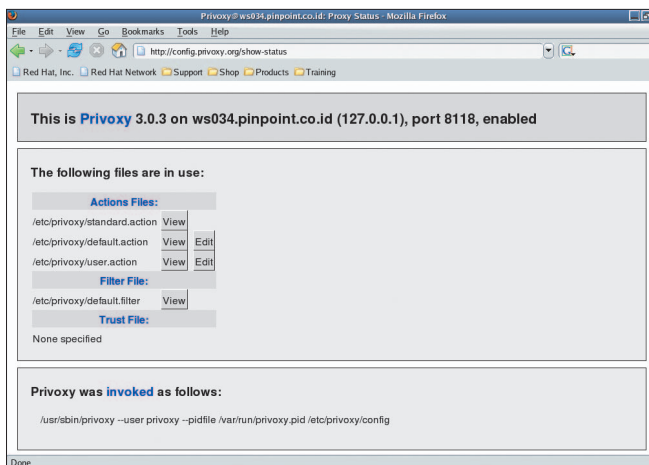 Privoxy@ws034.pinpoint.co.id: Proxy Status - Mozilla Firefox
File Edit View Go Bookmarks Tools Help
http://config.privoxy.org/show-status
Red Hat, Inc. Red Hat Network Support Shop Products Training
This is Privoxy 3.0.3 on ws034.pinpoint.co.id (127.0.0.1), port 8118, enabled
The following files are in use:
Actions Files:
/etc/privoxy/standard.action View
/etc/privoxy/default.action View Edit
/etc/privoxy/user.action View Edit
Filter File:
/etc/privoxy/default.filter View
Trust File:
None specified
Privoxy was invoked as follows:
/usr/sbin/privoxy --user privoxy --pidfile /var/run/privoxy.pid /etc/privoxy/config
Done